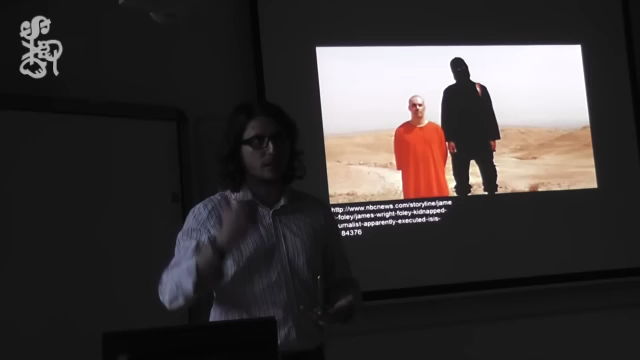 http://www.nbcnews.com/storyline/jame
-foley/james-wright-foley-kidnapped-
urnalist-apparently-executed-isis-
84376